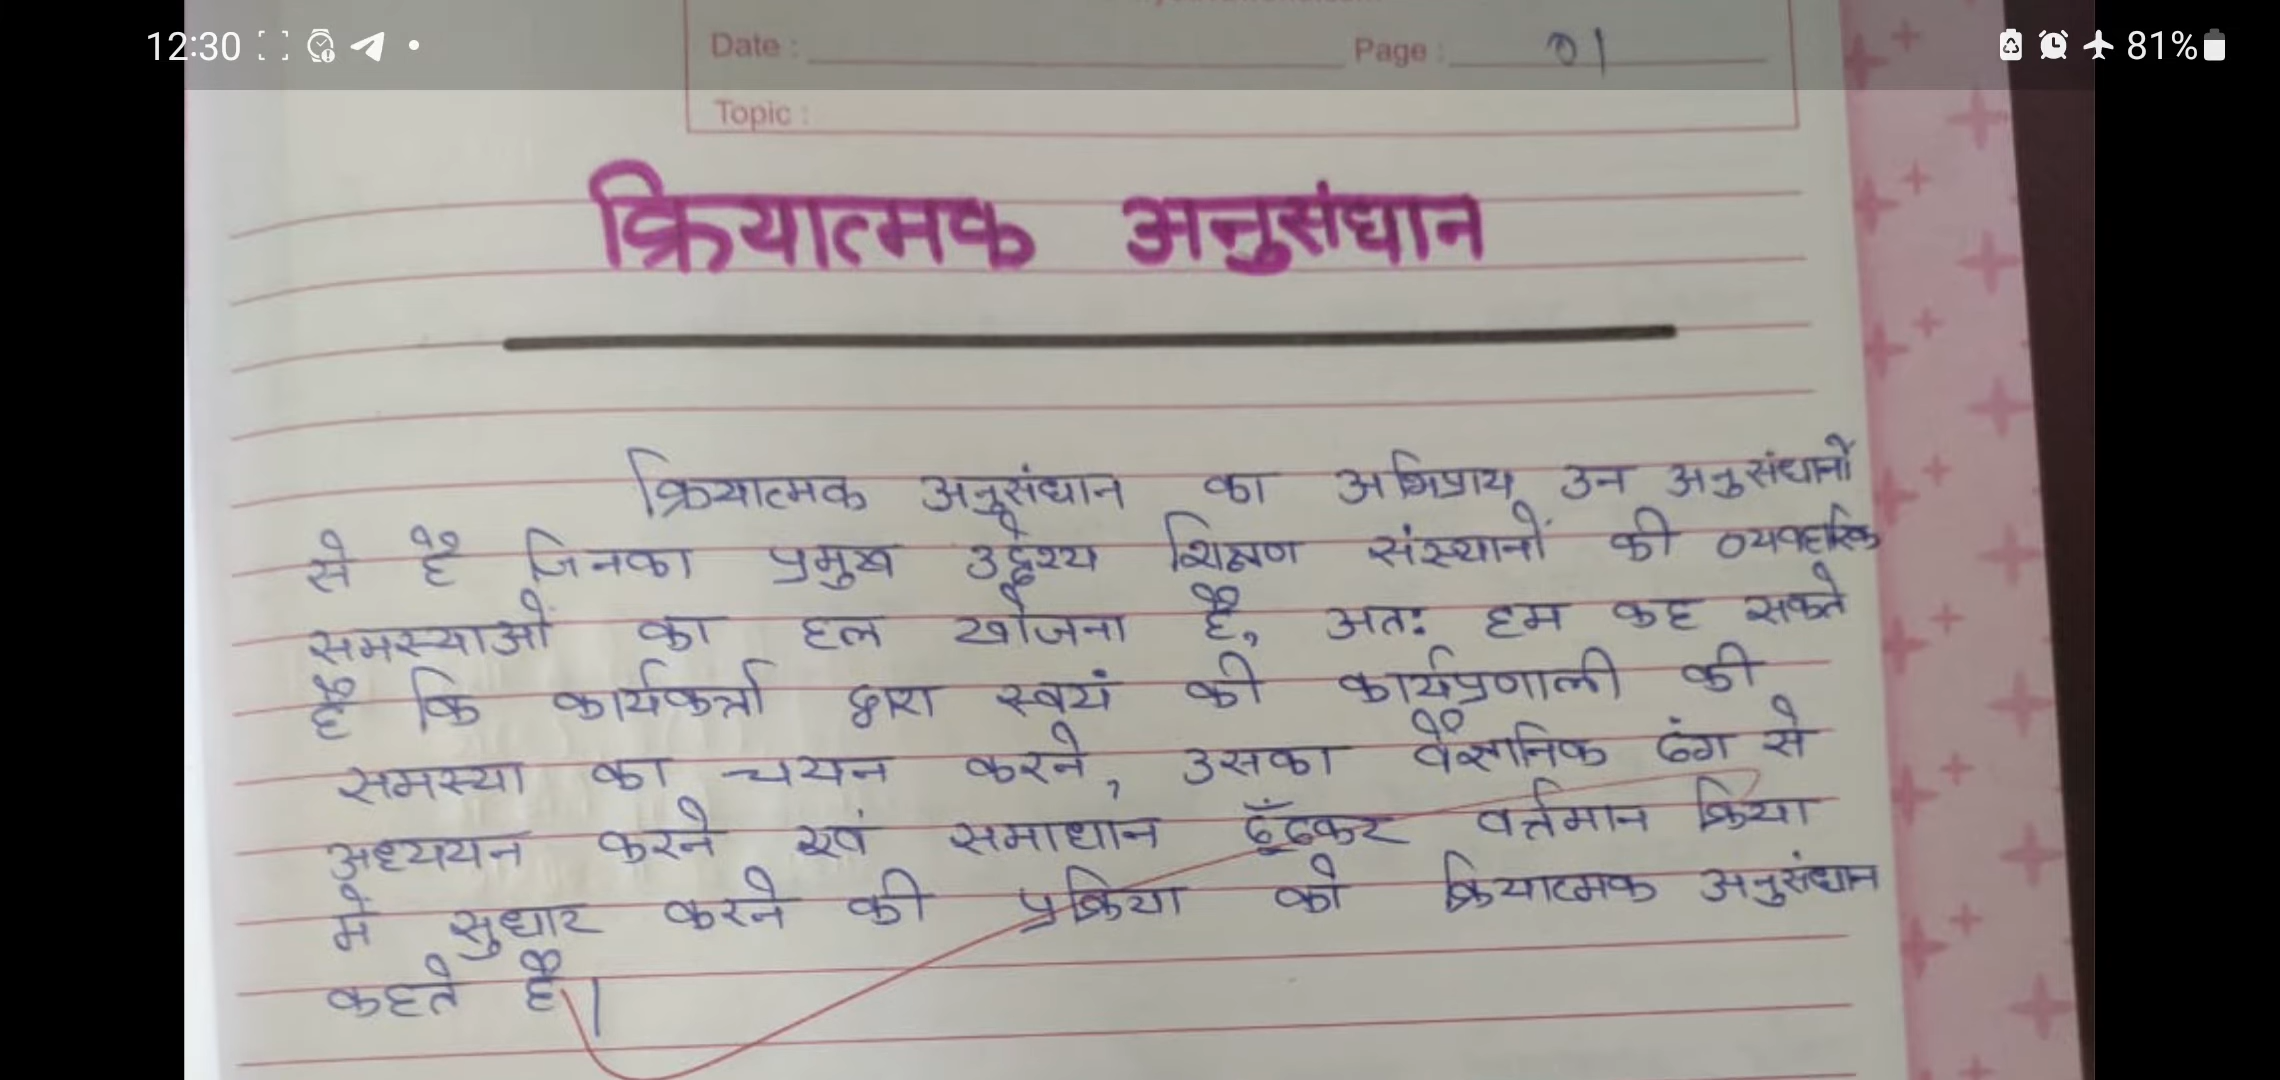 12:30
81%
Date :
Page : 01
Topic :
क्रियात्मक अनुसंधान
क्रियात्मक अनुसंधान का अभिप्राय उन अनुसंधानों
से है जिनका प्रमुख उद्देश्य शिक्षण संस्थानों की व्यवहारिक
समस्याओं का हल खोजना है, अतः हम कह सकते
है कि कार्यकर्त्ता द्वारा स्वयं की कार्यप्रणाली की
समस्या का चयन करने, उसका वैज्ञानिक ढंग से
अध्ययन करने एवं समाधान ढूँढकर वर्त्तमान क्रिया
में सुधार करने की प्रक्रिया को क्रियात्मक अनुसंधान
कहते है।